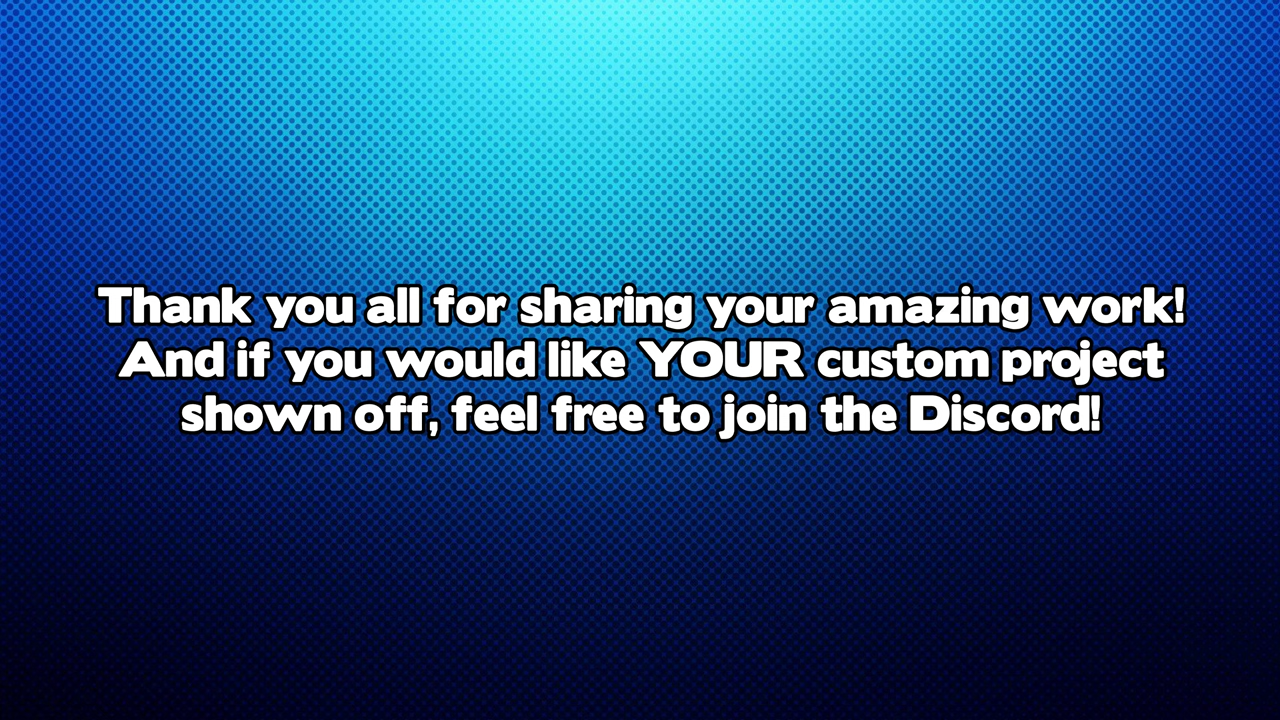 Thank you all for sharing your amazing work!
And if you would like YOUR custom project
shown off, feel free to join the Discord!